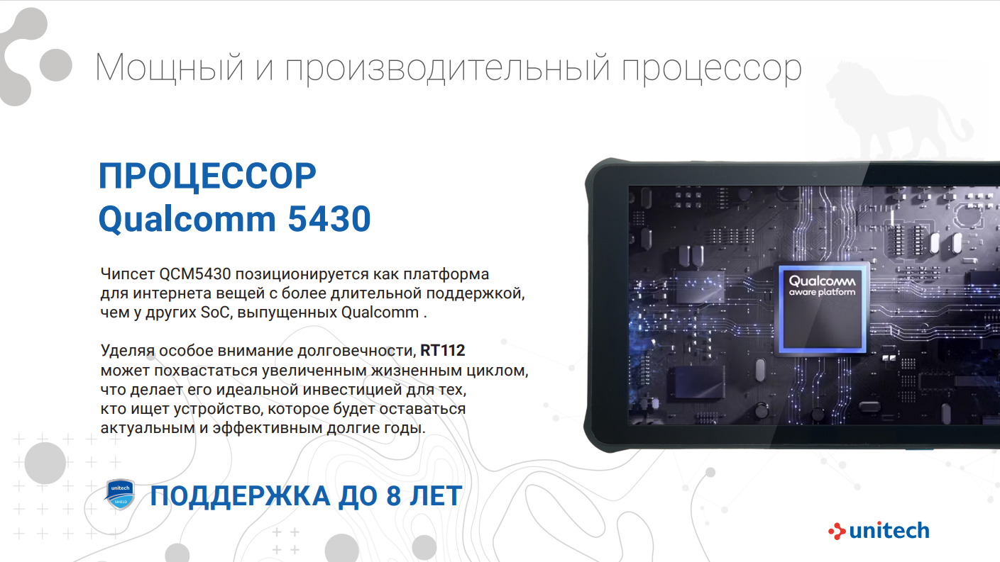 Мощный и производительный процессор
ПРОЦЕССОР
Qualcomm 5430
Чипсет QCM5430 позиционируется как платформа
для интернета вещей с более длительной поддержкой,
чем у других SoC, выпущенных Qualcomm .
Уделяя особое внимание долговечности, RT112
может похвастаться увеличенным жизненным циклом,
что делает его идеальной инвестицией для тех,
кто ищет устройство, которое будет оставаться
актуальным и эффективным долгие годы.
unitech
SHIELD
ПОДДЕРЖКА ДО 8 ЛЕТ
Qualcomm
aware platform
unitech